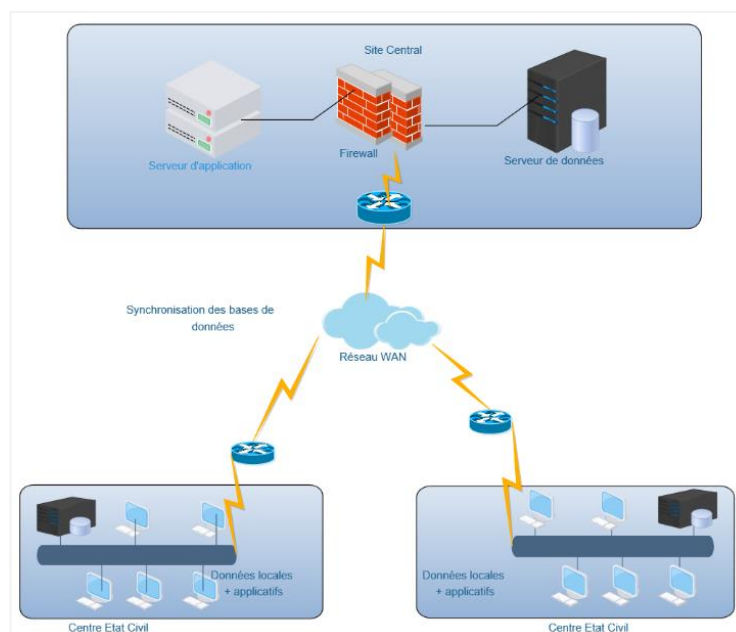 Site Central
Serveur d'application
Firewall
Serveur de données
Synchronisation des bases de
données
Réseau WAN
Données locales
+ applicatifs
Centre Etat Civil
Données locales
+ applicatifs
Centre Etat Civil